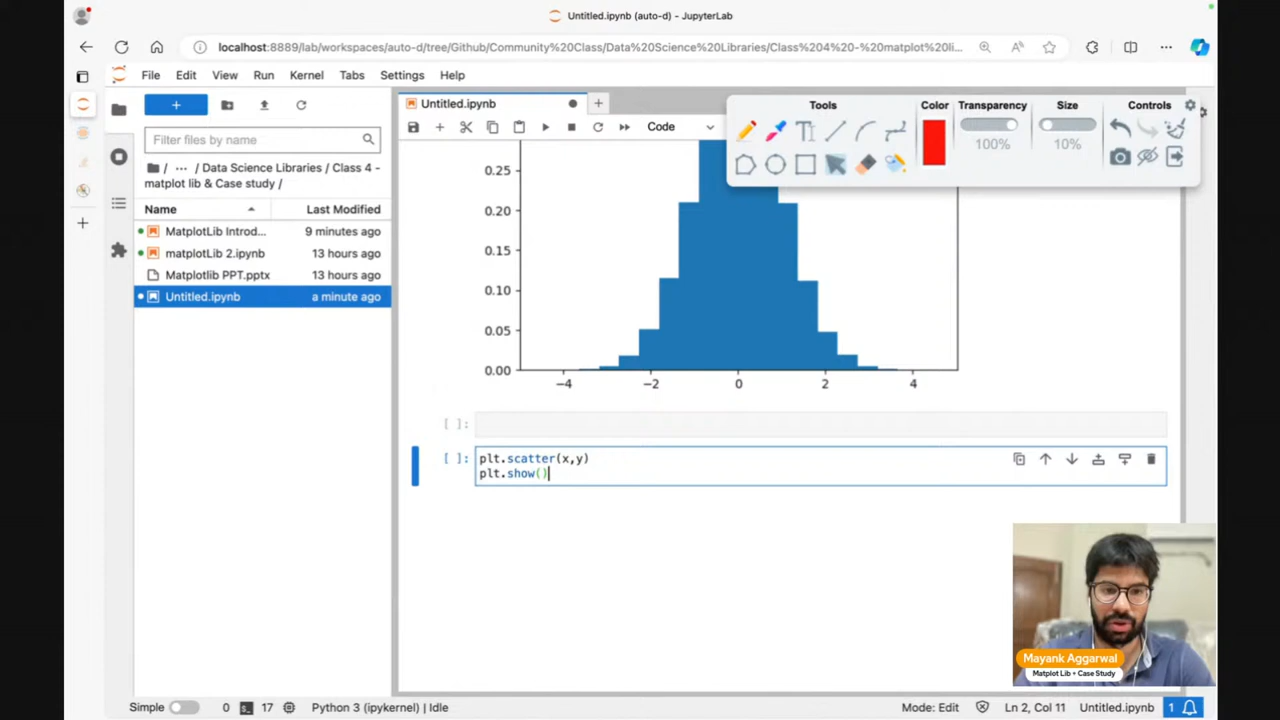 Untitled.ipynb (auto-d) - JupyterLab
localhost:8889/lab/workspaces/auto-d/tree/Github/Community%20Class/Data%20Science%20Libraries/Class%204%20-%20matplot%20li...
File Edit View Run Kernel Tabs Settings Help
Untitled.ipynb
Code
Tools Color Transparency Size Controls
100% 10%
Filter files by name
/ ... / Data Science Libraries / Class 4 -
matplot lib & Case study /
Name Last Modified
MatplotLib Introd... 9 minutes ago
matplotLib 2.ipynb 13 hours ago
Matplotlib PPT.pptx 13 hours ago
Untitled.ipynb a minute ago
0.25
0.20
0.15
0.10
0.05
0.00
−4 −2 0 2 4
[ ]:
[ ]: plt.scatter(x,y)
plt.show()
Mayank Aggarwal
Matplot Lib + Case Study
Simple 0 17 Python 3 (ipykernel) | Idle Mode: Edit Ln 2, Col 11 Untitled.ipynb 1